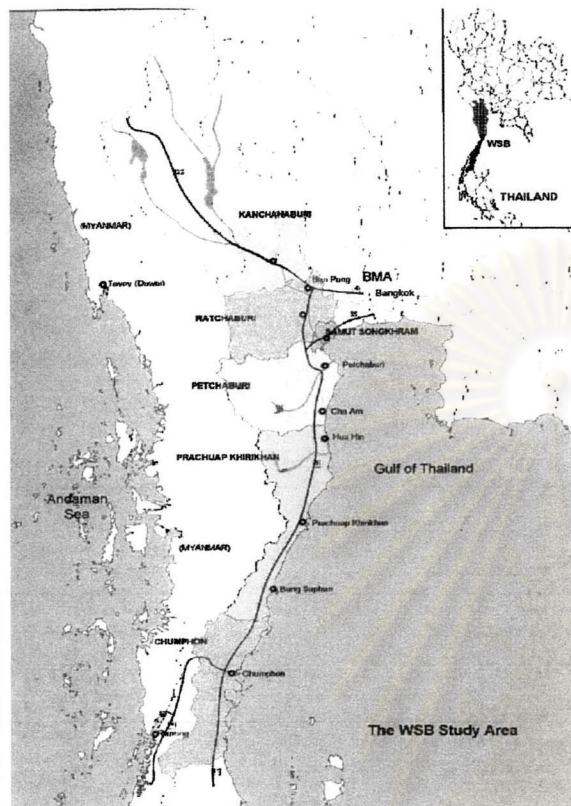 WSB
THAILAND
KANCHANABURI
(MYANMAR)
BMA
Ban Pong
Bangkok
Tavoy (Dawei)
35
RATCHABURI
SAMUT SONGKHRAM
Petchaburi
PETCHABURI
Cha Am
Hua Hin
PRACHUAP KHIRIKHAN
Gulf of Thailand
Andaman
Sea
Prachuap Khirikhan
(MYANMAR)
Bang Saphan
CHUMPHON
Chumphon
The WSB Study Area